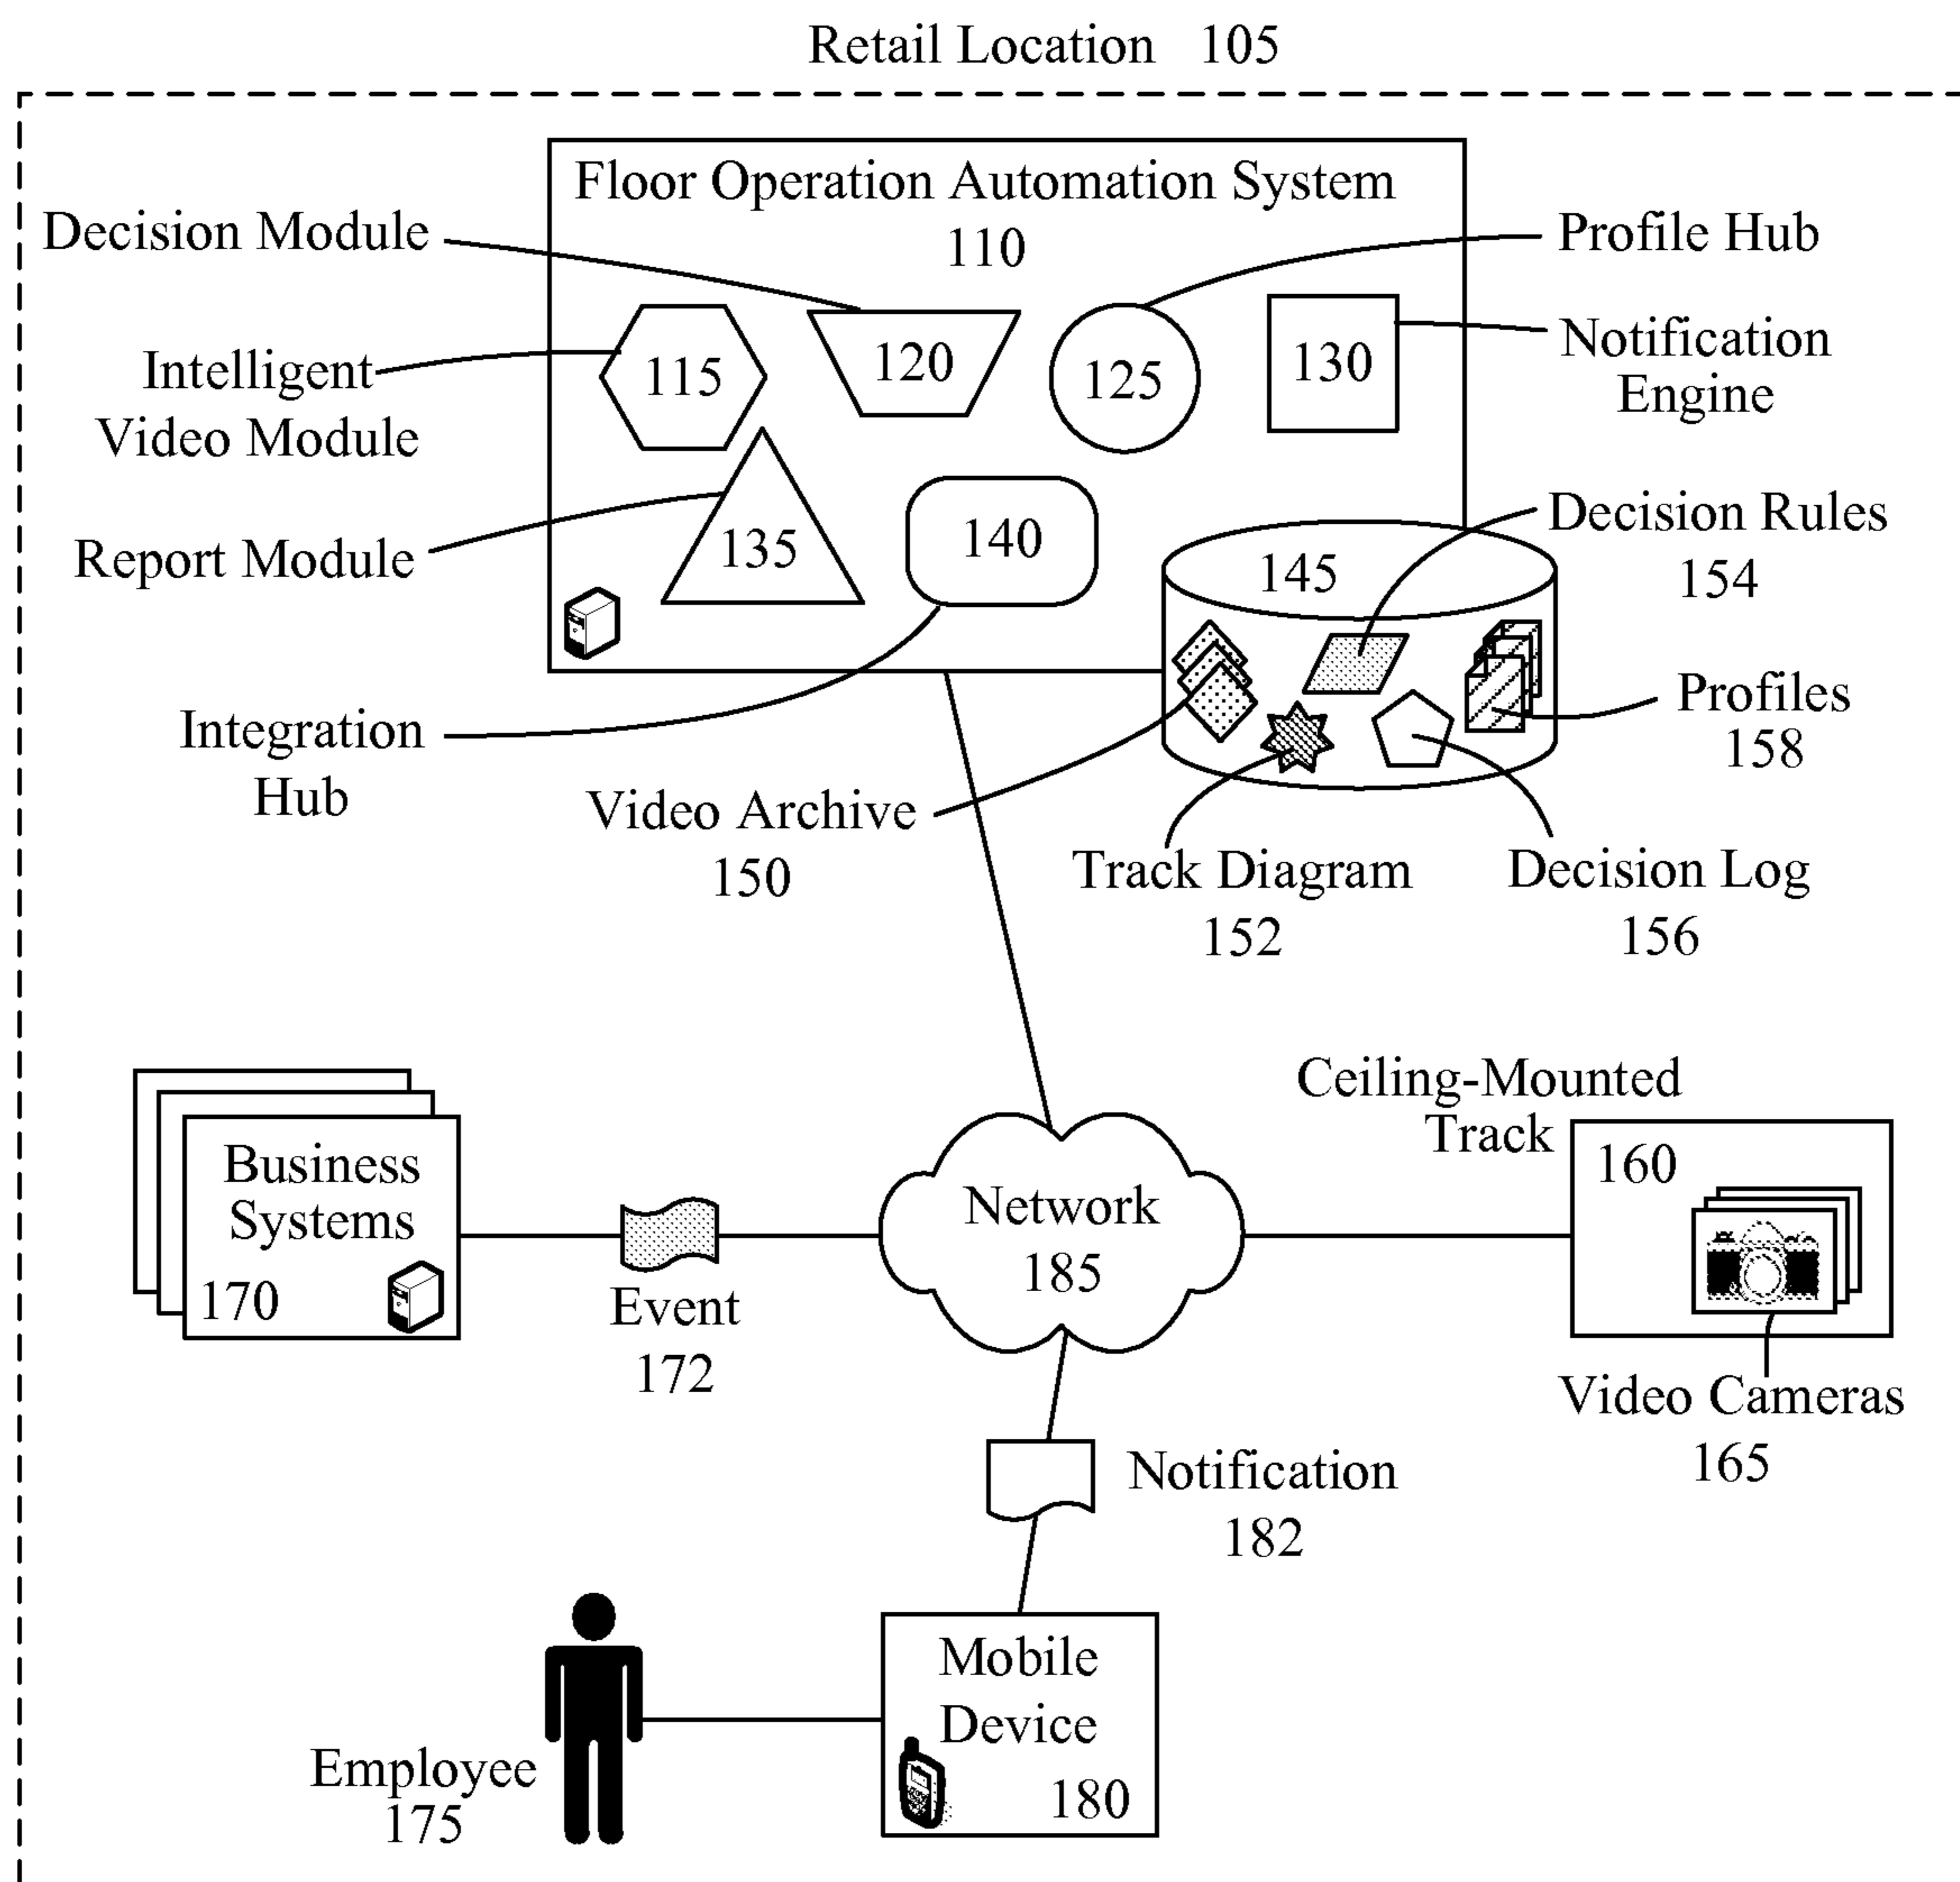 Retail Location 105
Floor Operation Automation System
110
Decision Module
Profile Hub
Intelligent
Video Module
115
120
125
130
Notification
Engine
Report Module
135
140
145
Decision Rules
154
Integration
Hub
Profiles
158
Video Archive
150
Track Diagram
152
Decision Log
156
Ceiling-Mounted
Track
160
Business
Systems
170
Event
172
Network
185
Video Cameras
165
Notification
182
Mobile
Device
180
Employee
175